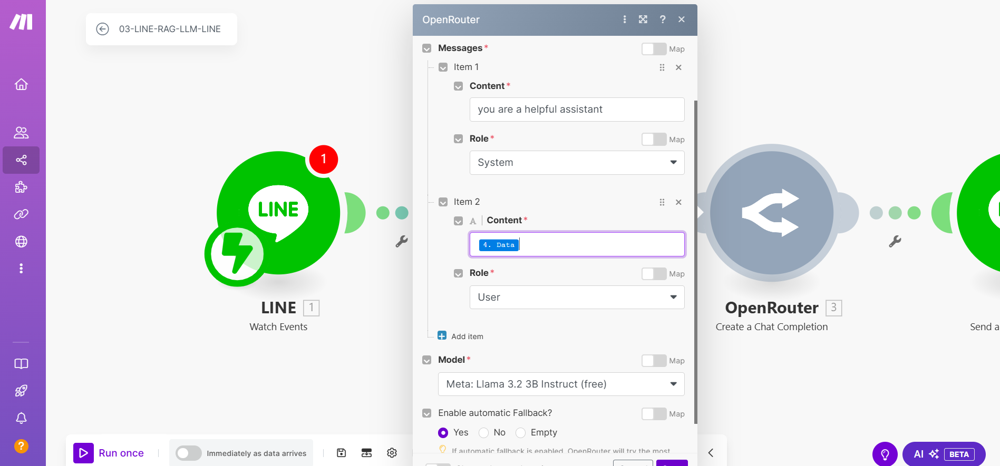 03-LINE-RAG-LLM-LINE
OpenRouter
?
Messages *
Map
Item 1
Content *
you are a helpful assistant
Role *
Map
System
Item 2
A | Content *
4. Data
Role *
Map
User
Add item
Model *
Map
Meta: Llama 3.2 3B Instruct (free)
Enable automatic Fallback?
Map
Yes
No
Empty
If automatic fallback is enabled, OpenRouter will try the most
1
LINE
LINE 1
Watch Events
OpenRouter 3
Create a Chat Completion
Send a
?
Run once
Immediately as data arrives
AI BETA